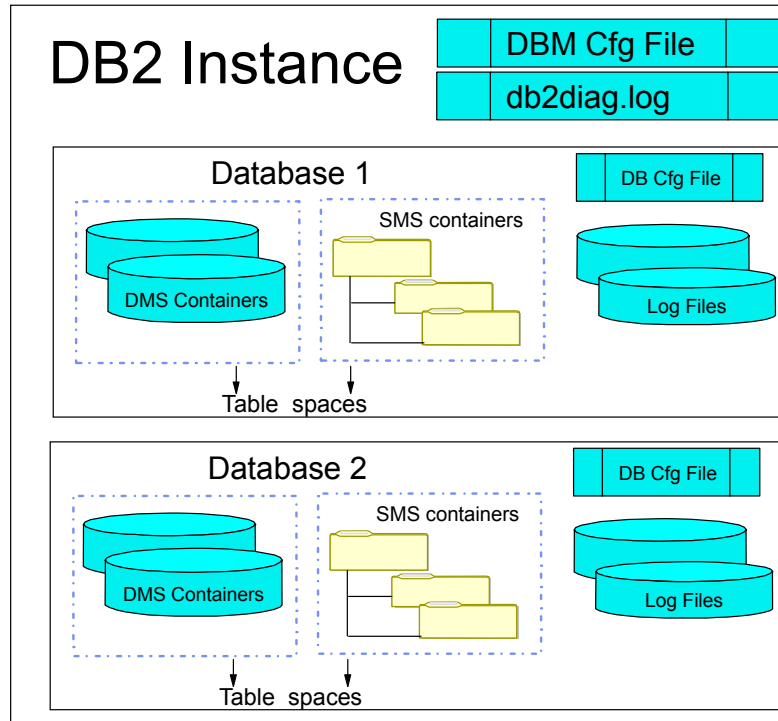 DB2 Instance
DBM Cfg File
db2diag.log
Database 1
DB Cfg File
SMS containers
DMS Containers
Log Files
Table spaces
Database 2
DB Cfg File
SMS containers
DMS Containers
Log Files
Table spaces